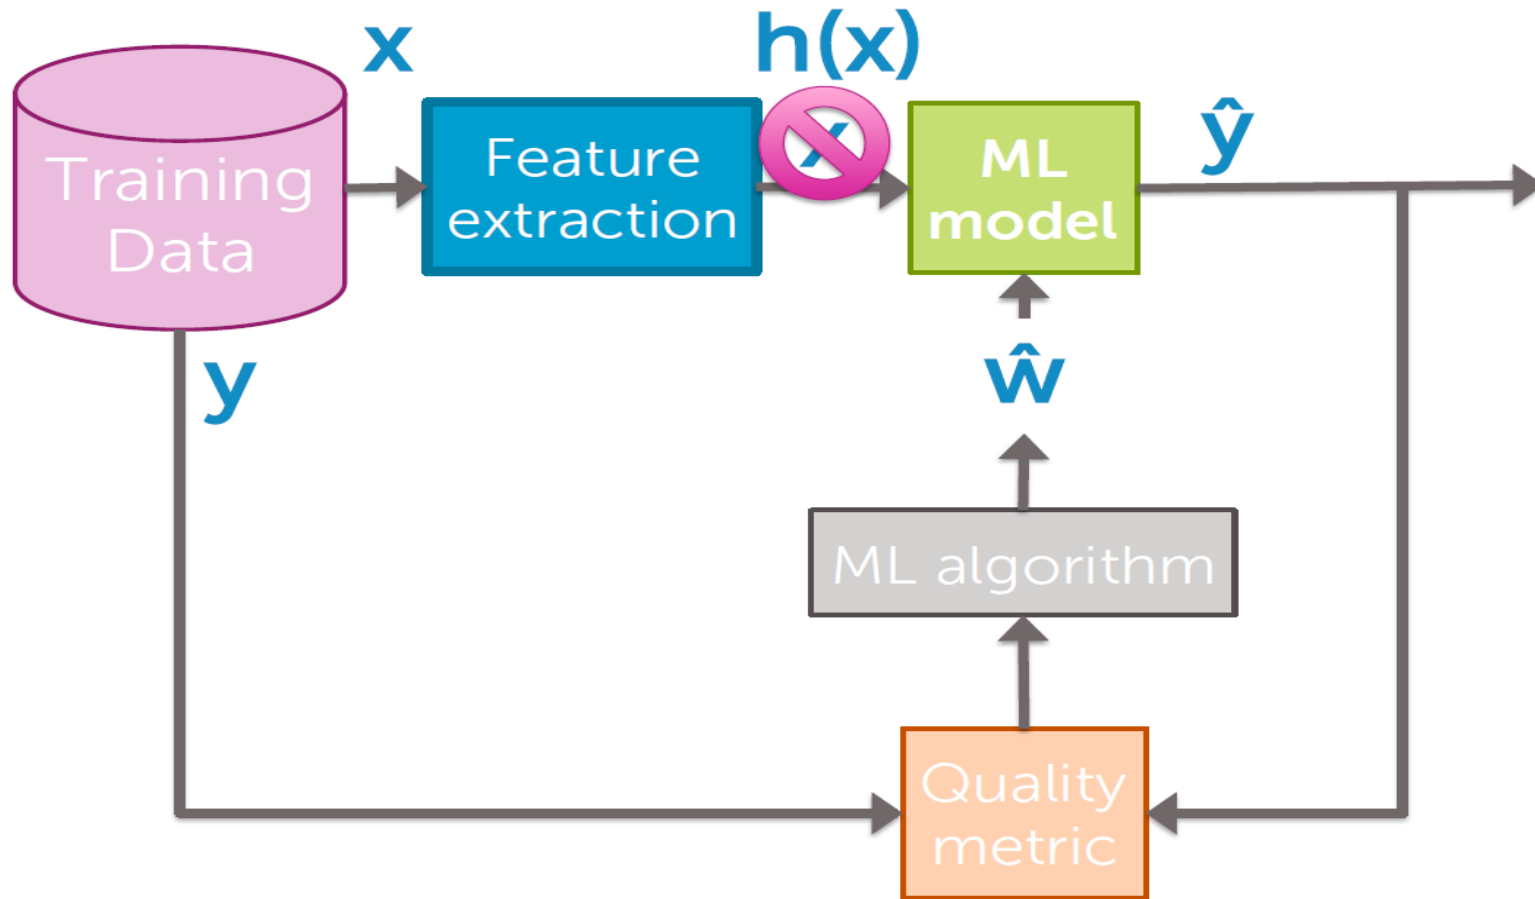 x
h(x)
Training
Data
Feature
extraction
x
ML
model
ŷ
y
ŵ
ML algorithm
Quality
metric